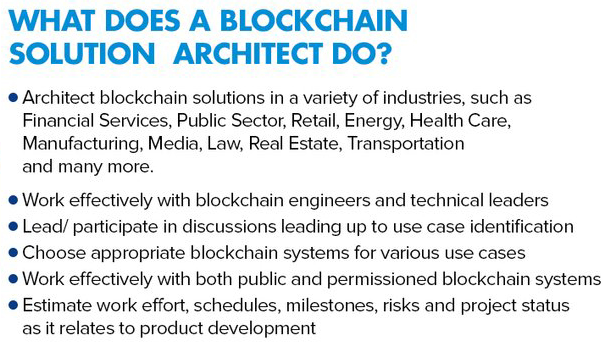 WHAT DOES A BLOCKCHAIN
SOLUTION ARCHITECT DO?
• Architect blockchain solutions in a variety of industries, such as
Financial Services, Public Sector, Retail, Energy, Health Care,
Manufacturing, Media, Law, Real Estate, Transportation
and many more.
• Work effectively with blockchain engineers and technical leaders
• Lead/ participate in discussions leading up to use case identification
• Choose appropriate blockchain systems for various use cases
• Work effectively with both public and permissioned blockchain systems
• Estimate work effort, schedules, milestones, risks and project status
as it relates to product development